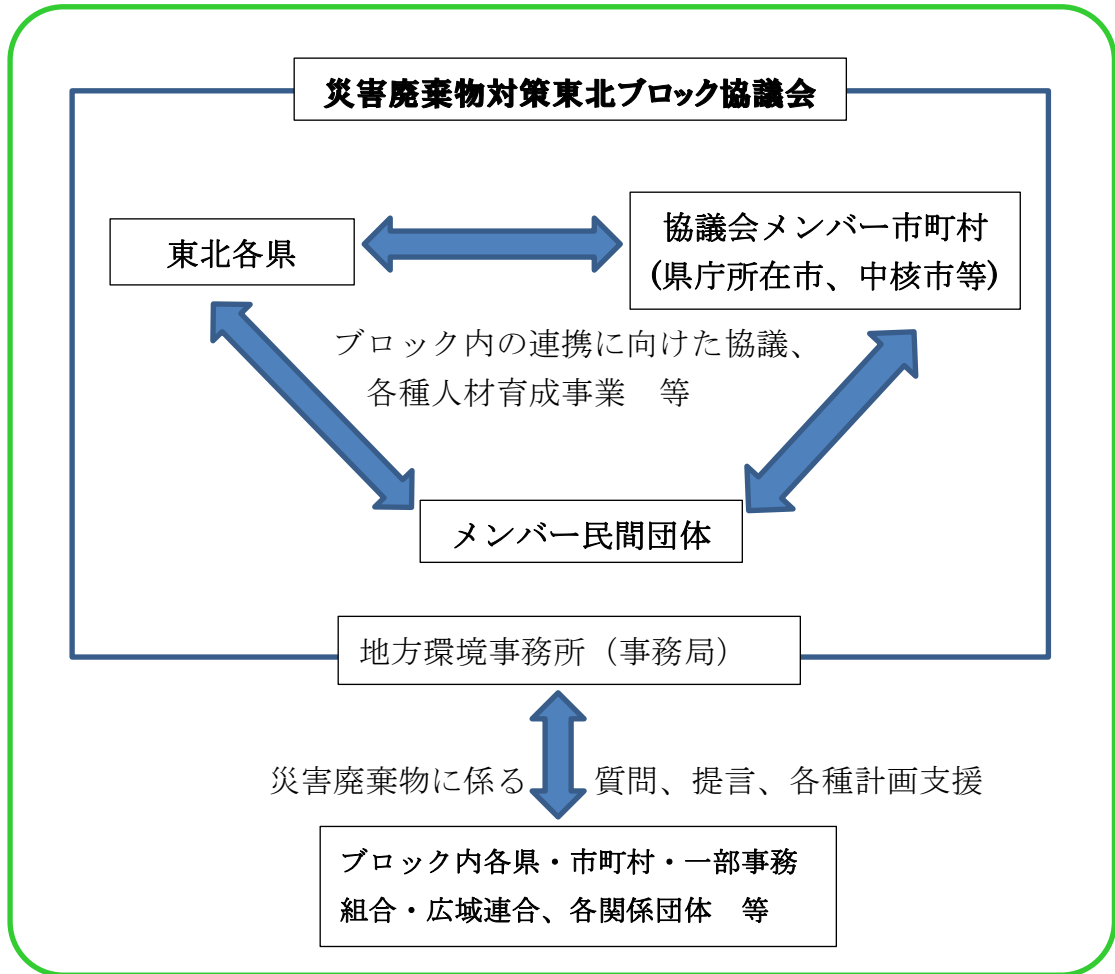 災害廃棄物対策東北ブロック協議会
東北各県
協議会メンバー市町村
(県庁所在市、中核市等)
ブロック内の連携に向けた協議、
各種人材育成事業　等
メンバー民間団体
地方環境事務所（事務局）
災害廃棄物に係る　質問、提言、各種計画支援
ブロック内各県・市町村・一部事務
組合・広域連合、各関係団体　等